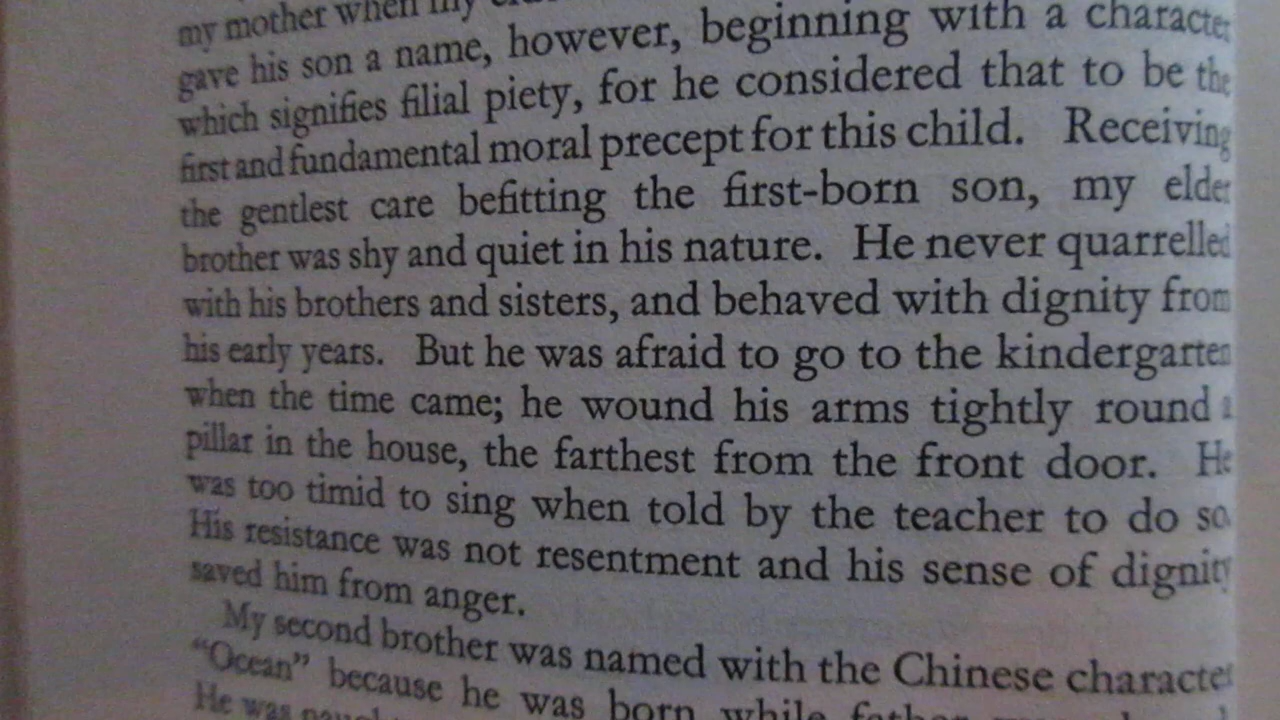 my mother when my
gave his son a name, however, beginning with a character
which signifies filial piety, for he considered that to be the
first and fundamental moral precept for this child. Receiving
the gentlest care befitting the first-born son, my elder
brother was shy and quiet in his nature. He never quarrelled
with his brothers and sisters, and behaved with dignity from
his early years. But he was afraid to go to the kindergarten
when the time came; he wound his arms tightly round a
pillar in the house, the farthest from the front door. He
was too timid to sing when told by the teacher to do so.
His resistance was not resentment and his sense of dignity
saved him from anger.
My second brother was named with the Chinese character
“Ocean” because he was born while father
He was